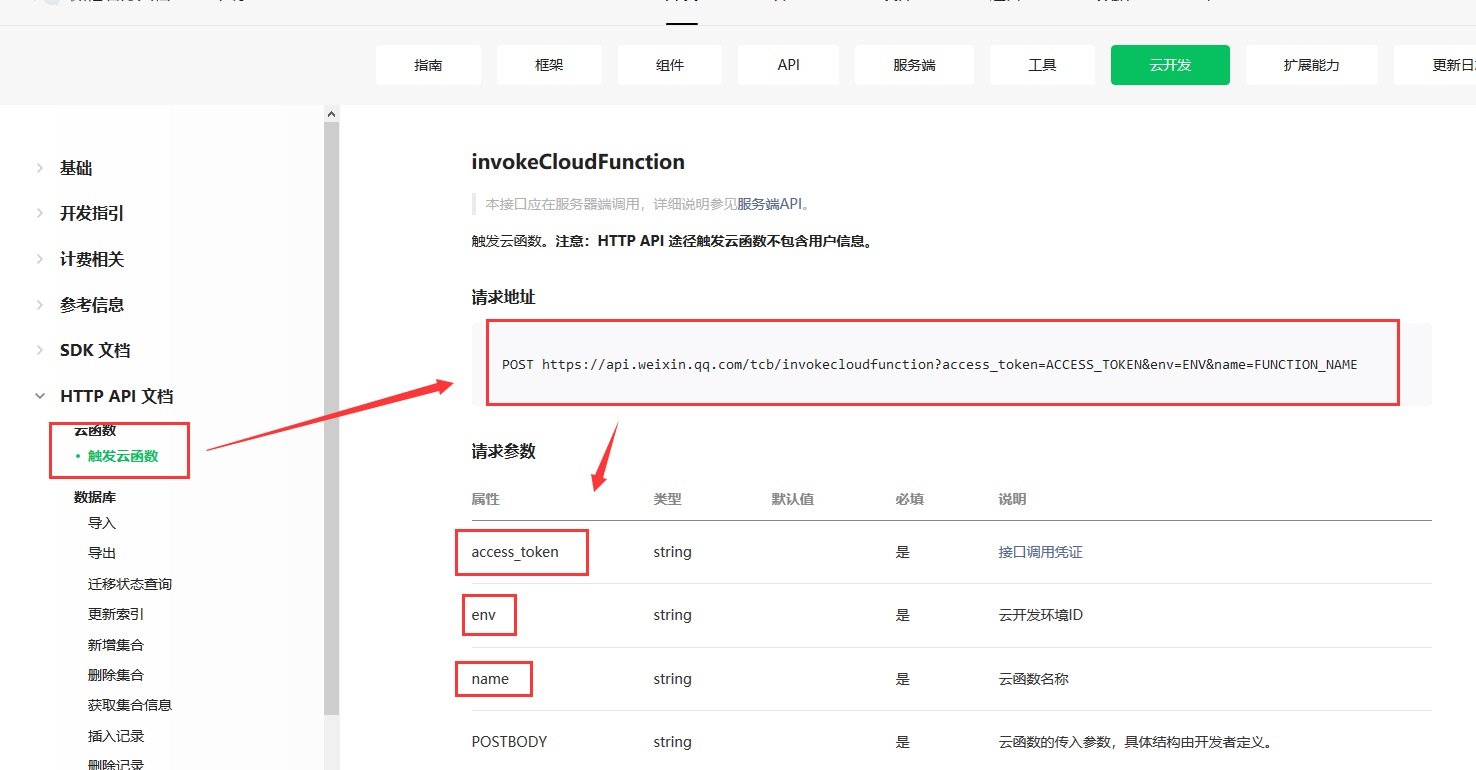 指南 框架 组件 API 服务端 工具 云开发 扩展能力 更新日
基础
开发指引
计费相关
参考信息
SDK 文档
HTTP API 文档
云函数
• 触发云函数
数据库
导入
导出
迁移状态查询
更新索引
新增集合
删除集合
获取集合信息
插入记录
删除记录
invokeCloudFunction
本接口应在服务器端调用，详细说明参见服务端API。
触发云函数。注意：HTTP API 途径触发云函数不包含用户信息。
请求地址
POST https://api.weixin.qq.com/tcb/invokecloudfunction?access_token=ACCESS_TOKEN&env=ENV&name=FUNCTION_NAME
请求参数
属性 类型 默认值 必填 说明
access_token string 是 接口调用凭证
env string 是 云开发环境ID
name string 是 云函数名称
POSTBODY string 是 云函数的传入参数，具体结构由开发者定义。